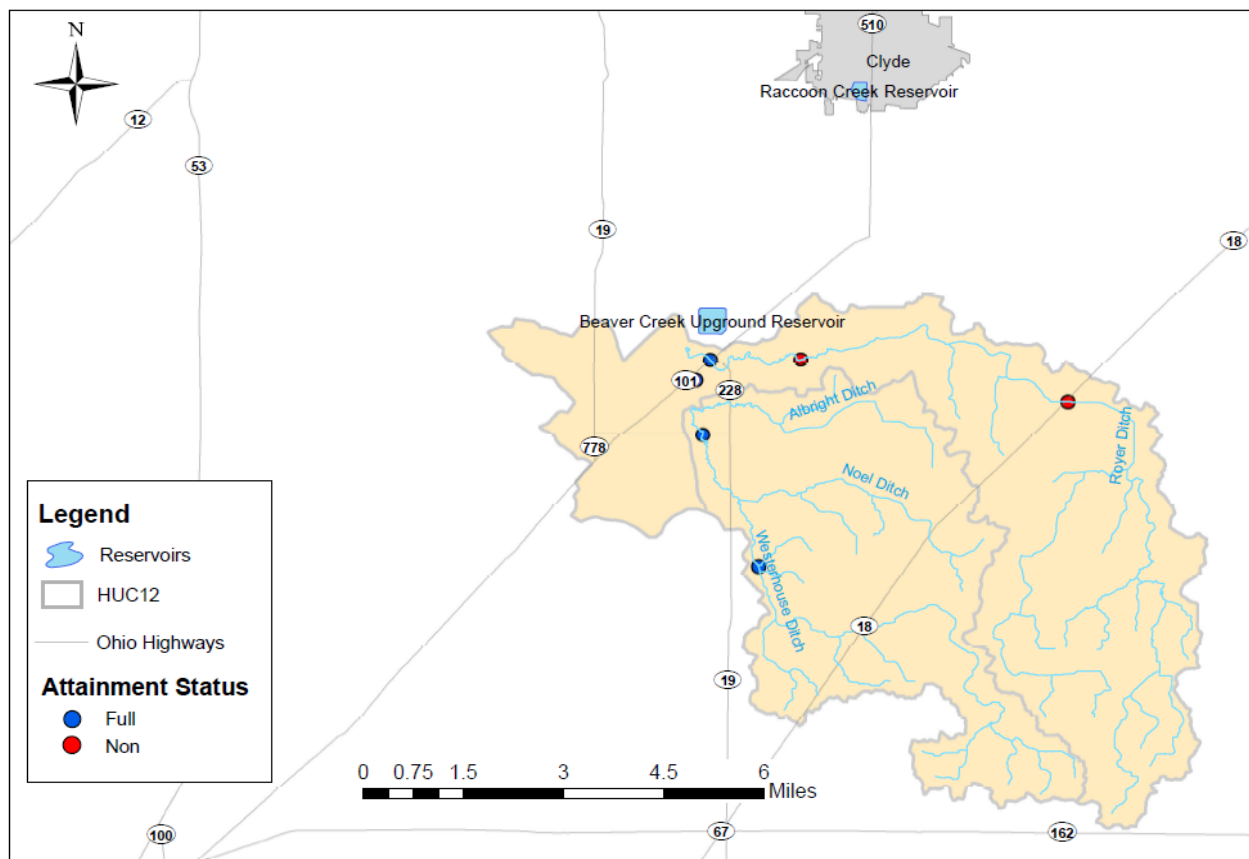 N
510
Clyde
Raccoon Creek Reservoir
12
53
19
18
Beaver Creek Upground Reservoir
101
228
Albright Ditch
778
Noel Ditch
Royer Ditch
Westerhouse Ditch
18
19
Legend
Reservoirs
HUC12
Ohio Highways
Attainment Status
Full
Non
0 0.75 1.5 3 4.5 6
Miles
100
67
162